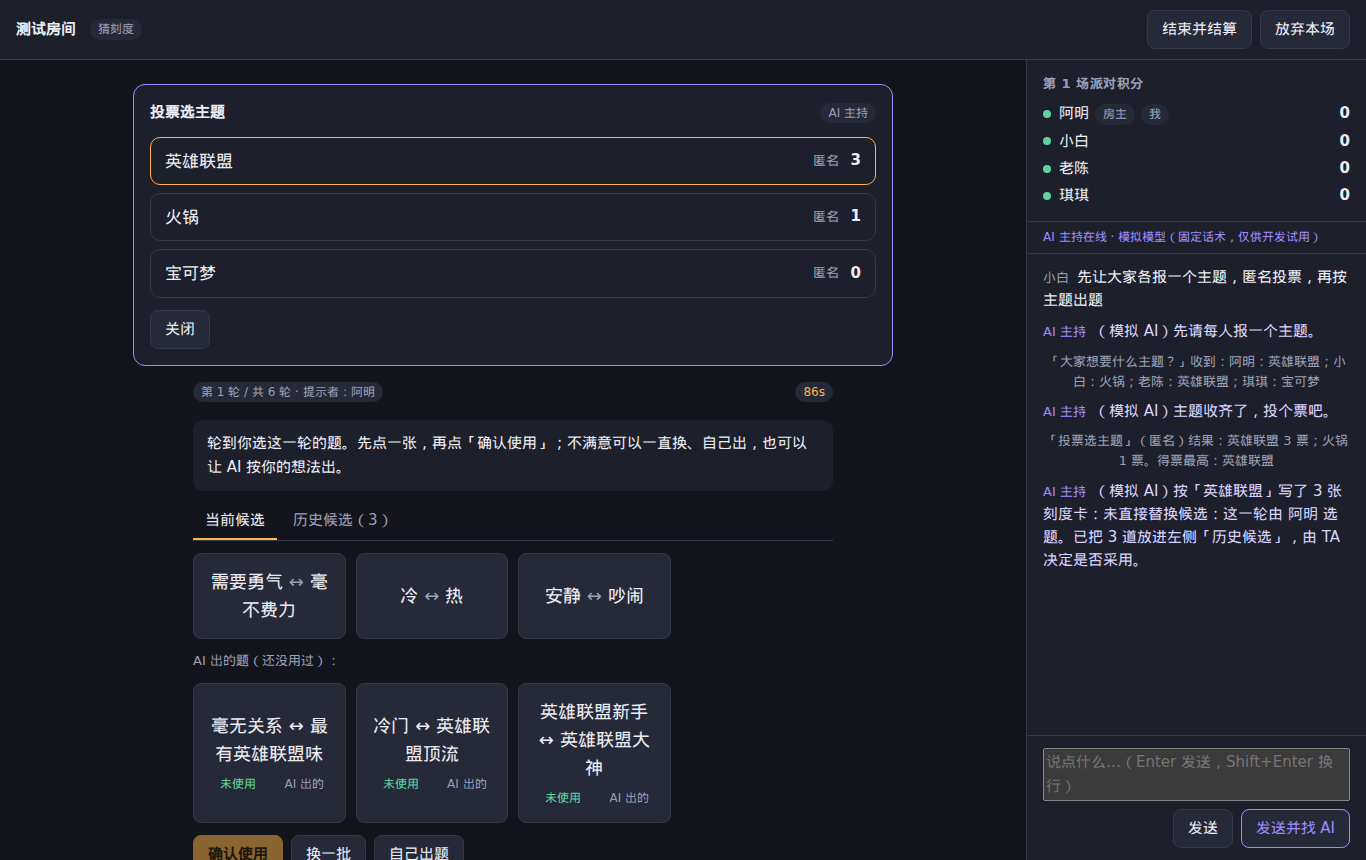 测试房间 猜刻度 结束并结算 放弃本场
投票选主题 AI 主持
英雄联盟 匿名 3
火锅 匿名 1
宝可梦 匿名 0
关闭
第 1 轮 / 共 6 轮 · 提示者：阿明 86s
轮到你选这一轮的题。先点一张，再点「确认使用」；不满意可以一直换、自己出，也可以
让 AI 按你的想法出。
当前候选 历史候选（3）
需要勇气 ↔ 毫
不费力
冷 ↔ 热
安静 ↔ 吵闹
AI 出的题（还没用过）：
毫无关系 ↔ 最
有英雄联盟味
未使用 AI 出的
冷门 ↔ 英雄联
盟顶流
未使用 AI 出的
英雄联盟新手
↔ 英雄联盟大
神
未使用 AI 出的
确认使用 换一批 自己出题
第 1 场派对积分
阿明 房主 我 0
小白 0
老陈 0
琪琪 0
AI 主持在线 · 模拟模型（固定话术，仅供开发试用）
小白 先让大家各报一个主题，匿名投票，再按
主题出题
AI 主持 （模拟 AI）先请每人报一个主题。
「大家想要什么主题？」收到：阿明：英雄联盟；小
白：火锅；老陈：英雄联盟；琪琪：宝可梦
AI 主持 （模拟 AI）主题收齐了，投个票吧。
「投票选主题」（匿名）结果：英雄联盟 3 票；火锅
1 票。得票最高：英雄联盟
AI 主持 （模拟 AI）按「英雄联盟」写了 3 张
刻度卡：未直接替换候选：这一轮由 阿明 选
题。已把 3 道放进左侧「历史候选」，由 TA
决定是否采用。
说点什么…（Enter 发送，Shift+Enter 换
行）
发送 发送并找 AI